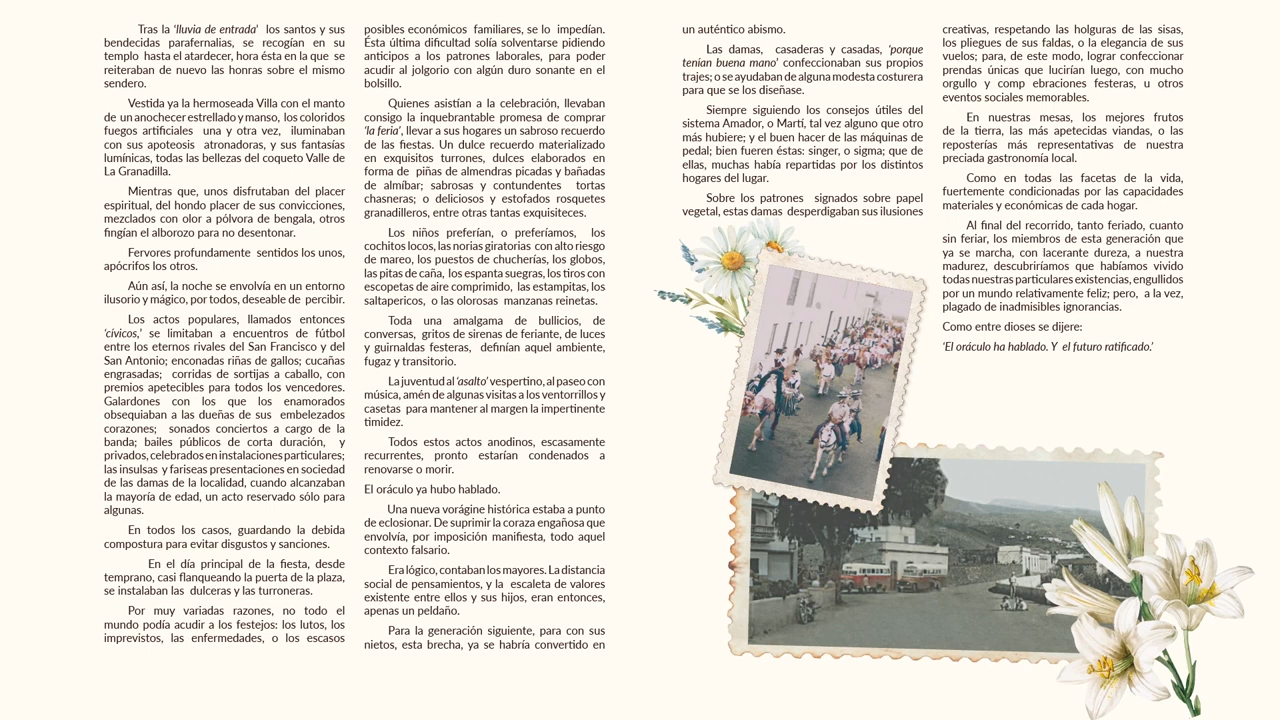 Tras la 'lluvia de entrada' los santos y sus
bendecidas parafernalias, se recogían en su
templo hasta el atardecer, hora ésta en la que se
reiteraban de nuevo las honras sobre el mismo
sendero.
Vestida ya la hermoseada Villa con el manto
de un anochecer estrellado y manso, los coloridos
fuegos artificiales una y otra vez, iluminaban
con sus apoteosis atronadoras, y sus fantasías
lumínicas, todas las bellezas del coqueto Valle de
La Granadilla.
Mientras que, unos disfrutaban del placer
espiritual, del hondo placer de sus convicciones,
mezclados con olor a pólvora de bengala, otros
fingían el alborozo para no desentonar.
Fervores profundamente sentidos los unos,
apócrifos los otros.
Aún así, la noche se envolvía en un entorno
ilusorio y mágico, por todos, deseable de percibir.
Los actos populares, llamados entonces
'cívicos,' se limitaban a encuentros de fútbol
entre los eternos rivales del San Francisco y del
San Antonio; enconadas riñas de gallos; cucañas
engrasadas; corridas de sortijas a caballo, con
premios apetecibles para todos los vencedores.
Galardones con los que los enamorados
obsequiaban a las dueñas de sus embelezados
corazones; sonados conciertos a cargo de la
banda; bailes públicos de corta duración, y
privados, celebrados en instalaciones particulares;
las insulsas y fariseas presentaciones en sociedad
de las damas de la localidad, cuando alcanzaban
la mayoría de edad, un acto reservado sólo para
algunas.
En todos los casos, guardando la debida
compostura para evitar disgustos y sanciones.
En el día principal de la fiesta, desde
temprano, casi flanqueando la puerta de la plaza,
se instalaban las dulceras y las turroneras.
Por muy variadas razones, no todo el
mundo podía acudir a los festejos: los lutos, los
imprevistos, las enfermedades, o los escasos
posibles económicos familiares, se lo impedían.
Ésta última dificultad solía solventarse pidiendo
anticipos a los patrones laborales, para poder
acudir al jolgorio con algún duro sonante en el
bolsillo.
Quienes asistían a la celebración, llevaban
consigo la inquebrantable promesa de comprar
'la feria', llevar a sus hogares un sabroso recuerdo
de las fiestas. Un dulce recuerdo materializado
en exquisitos turrones, dulces elaborados en
forma de piñas de almendras picadas y bañadas
de almíbar; sabrosas y contundentes tortas
chasneras; o deliciosos y estofados rosquetes
granadilleros, entre otras tantas exquisiteces.
Los niños preferían, o preferíamos, los
cochitos locos, las norias giratorias con alto riesgo
de mareo, los puestos de chucherías, los globos,
las pitas de caña, los espanta suegras, los tiros con
escopetas de aire comprimido, las estampitas, los
saltapericos, o las olorosas manzanas reinetas.
Toda una amalgama de bullicios, de
conversas, gritos de sirenas de feriante, de luces
y guirnaldas festeras, definían aquel ambiente,
fugaz y transitorio.
La juventud al 'asalto' vespertino, al paseo con
música, amén de algunas visitas a los ventorrillos y
casetas para mantener al margen la impertinente
timidez.
Todos estos actos anodinos, escasamente
recurrentes, pronto estarían condenados a
renovarse o morir.
El oráculo ya hubo hablado.
Una nueva vorágine histórica estaba a punto
de eclosionar. De suprimir la coraza engañosa que
envolvía, por imposición manifiesta, todo aquel
contexto falsario.
Era lógico, contaban los mayores. La distancia
social de pensamientos, y la escaleta de valores
existente entre ellos y sus hijos, eran entonces,
apenas un peldaño.
Para la generación siguiente, para con sus
nietos, esta brecha, ya se habría convertido en
un auténtico abismo.
Las damas, casaderas y casadas, 'porque
tenían buena mano' confeccionaban sus propios
trajes; o se ayudaban de alguna modesta costurera
para que se los diseñase.
Siempre siguiendo los consejos útiles del
sistema Amador, o Martí, tal vez alguno que otro
más hubiere; y el buen hacer de las máquinas de
pedal; bien fueren éstas: singer, o sigma; que de
ellas, muchas había repartidas por los distintos
hogares del lugar.
Sobre los patrones signados sobre papel
vegetal, estas damas desperdigaban sus ilusiones
creativas, respetando las holguras de las sisas,
los pliegues de sus faldas, o la elegancia de sus
vuelos; para, de este modo, lograr confeccionar
prendas únicas que lucirían luego, con mucho
orgullo y comp ebraciones festeras, u otros
eventos sociales memorables.
En nuestras mesas, los mejores frutos
de la tierra, las más apetecidas viandas, o las
reposterías más representativas de nuestra
preciada gastronomía local.
Como en todas las facetas de la vida,
fuertemente condicionadas por las capacidades
materiales y económicas de cada hogar.
Al final del recorrido, tanto feriado, cuanto
sin feriar, los miembros de esta generación que
ya se marcha, con lacerante dureza, a nuestra
madurez, descubriríamos que habíamos vivido
todas nuestras particulares existencias, engullidos
por un mundo relativamente feliz; pero, a la vez,
plagado de inadmisibles ignorancias.
Como entre dioses se dijere:
'El oráculo ha hablado. Y el futuro ratificado.'